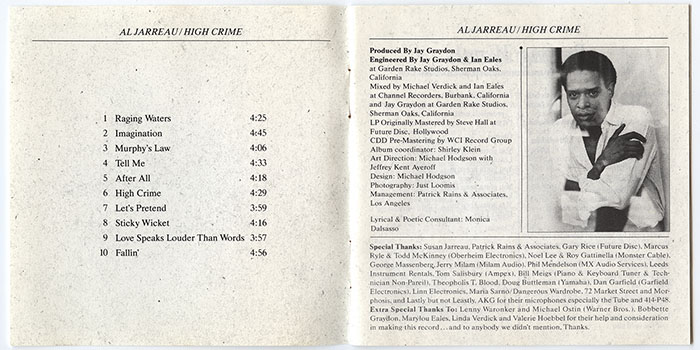 AL JARREAU/HIGH CRIME
1 Raging Waters 4:25
2 Imagination 4:45
3 Murphy's Law 4:06
4 Tell Me 4:33
5 After All 4:18
6 High Crime 4:29
7 Let's Pretend 3:59
8 Sticky Wicket 4:16
9 Love Speaks Louder Than Words 3:57
10 Fallin' 4:56
AL JARREAU/HIGH CRIME
Produced By Jay Graydon
Engineered By Jay Graydon & Ian Eales
at Garden Rake Studios, Sherman Oaks,
California
Mixed by Michael Verdick and Ian Eales
at Channel Recorders, Burbank, California
and Jay Graydon at Garden Rake Studios,
Sherman Oaks, California
LP Originally Mastered by Steve Hall at
Future Disc, Hollywood
CDD Pre-Mastering by WCI Record Group
Album coordinator: Shirley Klein
Art Direction: Michael Hodgson with
Jeffrey Kent Ayeroff
Design: Michael Hodgson
Photography: Just Loomis
Management: Patrick Rains & Associates,
Los Angeles
Lyrical & Poetic Consultant: Monica
Dalsasso
Special Thanks: Susan Jarreau, Patrick Rains & Associates, Gary Rice (Future Disc), Marcus
Ryle & Todd McKinney (Oberheim Electronics), Noel Lee & Roy Gattinella (Monster Cable),
George Massenberg, Jerry Milam (Milam Audio), Phil Mendelson (MX Audio Services), Leeds
Instrument Rentals, Tom Salisbury (Ampex), Bill Meigs (Piano & Keyboard Tuner & Tech-
nician Non-Pareil), Theopholis T. Blood, Doug Buttleman (Yamaha), Dan Garfield (Garfield
Electronics), Linn Electronics, Maria Sarno/Dangerous Wardrobe, 72 Market Street and Mor-
phosis, and Lastly but not Leastly, AKG for their microphones especially the Tube and 414-P48.
Extra Special Thanks To: Lenny Waronker and Michael Ostin (Warner Bros.), Bobbette
Graydon, Marylou Eales, Linda Verdick and Valerie Hoebbel for their help and consideration
in making this record...and to anybody we didn't mention, Thanks.